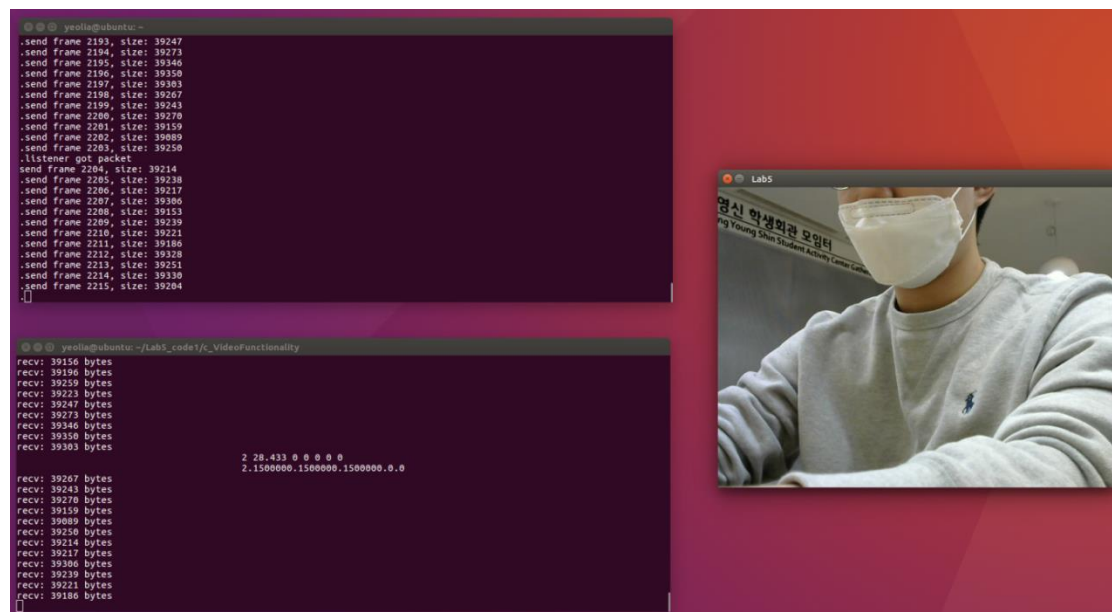 yeolia@ubuntu: ~
.send frame 2193, size: 39247
.send frame 2194, size: 39273
.send frame 2195, size: 39346
.send frame 2196, size: 39350
.send frame 2197, size: 39303
.send frame 2198, size: 39267
.send frame 2199, size: 39243
.send frame 2200, size: 39270
.send frame 2201, size: 39159
.send frame 2202, size: 39089
.send frame 2203, size: 39250
.listener got packet
send frame 2204, size: 39214
.send frame 2205, size: 39238
.send frame 2206, size: 39217
.send frame 2207, size: 39306
.send frame 2208, size: 39153
.send frame 2209, size: 39239
.send frame 2210, size: 39221
.send frame 2211, size: 39186
.send frame 2212, size: 39328
.send frame 2213, size: 39251
.send frame 2214, size: 39330
.send frame 2215, size: 39204
.
yeolia@ubuntu: ~/Lab5_code1/c_VideoFunctionality
recv: 39156 bytes
recv: 39196 bytes
recv: 39259 bytes
recv: 39223 bytes
recv: 39247 bytes
recv: 39273 bytes
recv: 39346 bytes
recv: 39350 bytes
recv: 39303 bytes
2 28.433 0 0 0 0 0
2.1500000.1500000.1500000.0.0
recv: 39267 bytes
recv: 39243 bytes
recv: 39270 bytes
recv: 39159 bytes
recv: 39089 bytes
recv: 39250 bytes
recv: 39214 bytes
recv: 39217 bytes
recv: 39306 bytes
recv: 39239 bytes
recv: 39221 bytes
recv: 39186 bytes
Lab5
영신 학생회관 모임터
ng Young Shin Student Activity Center Gathe